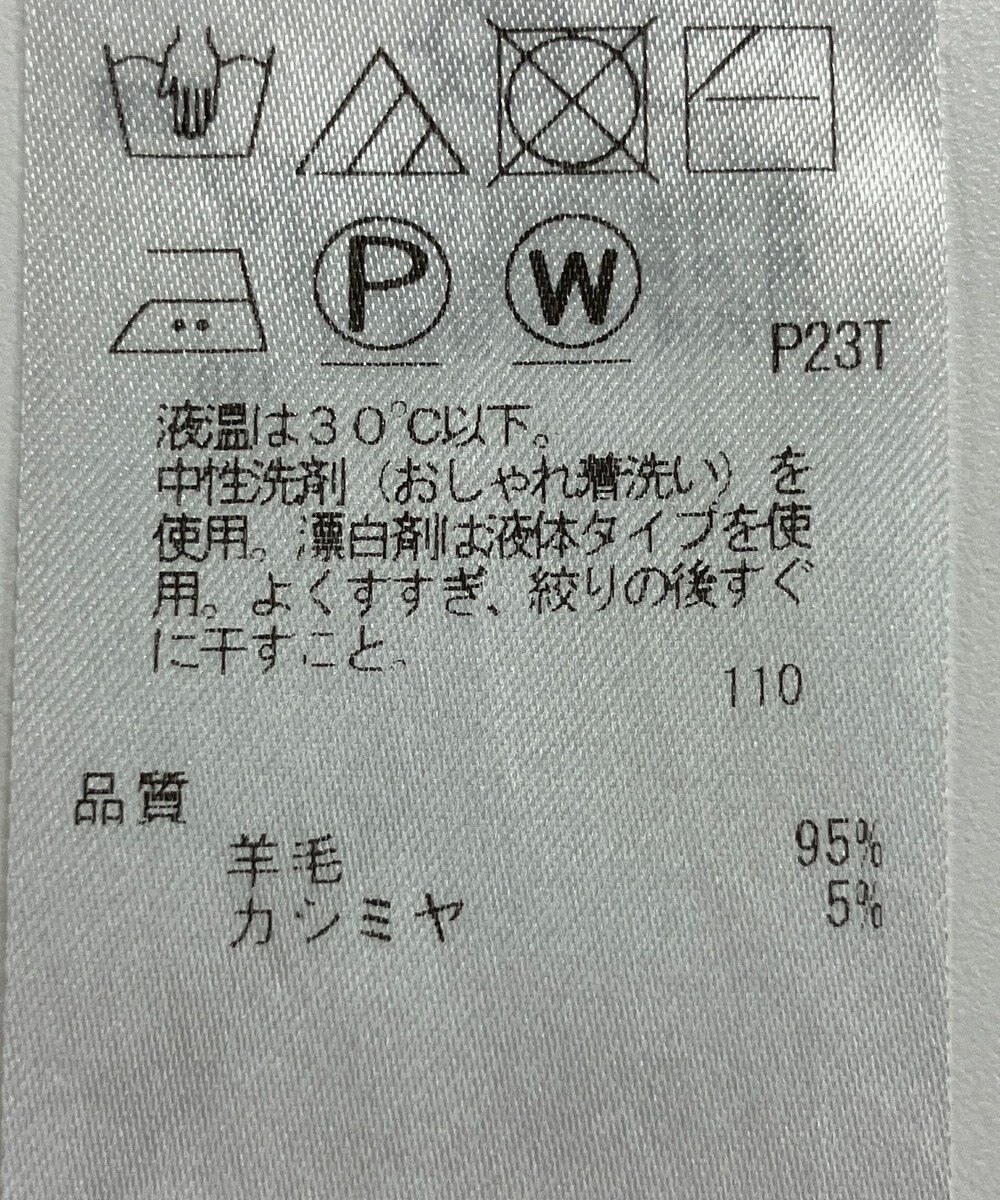 P
W
P23T
液温は30℃以下。
中性洗剤（おしゃれ着洗い）を
使用。漂白剤は液体タイプを使
用。よくすすぎ、絞りの後すぐ
に干すこと。
110
品質
羊毛 95%
カシミヤ 5%